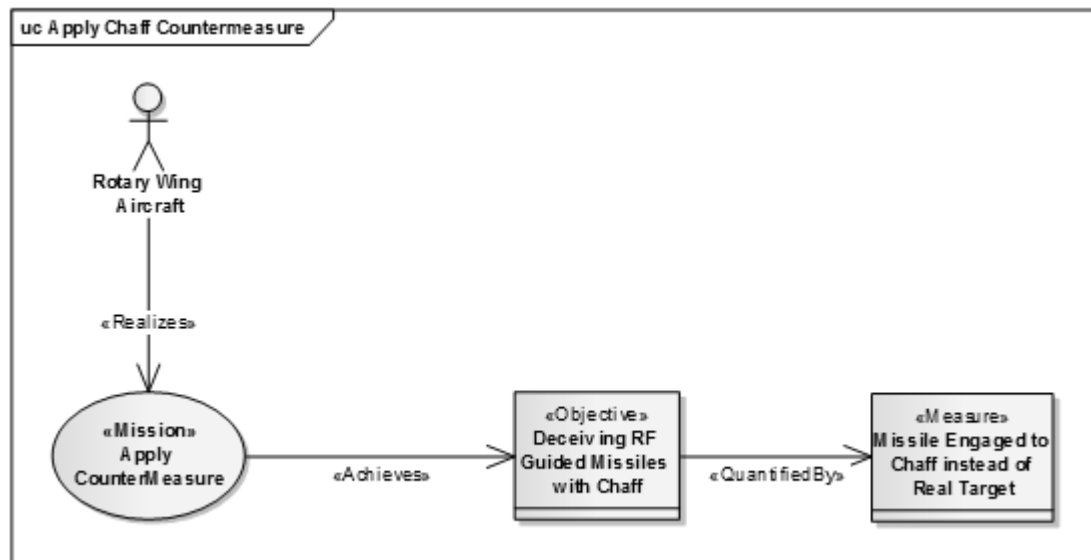 uc Apply Chaff Countermeasure
Rotary Wing
Aircraft
«Realizes»
«Mission»
Apply
CounterMeasure
«Achieves»
«Objective»
Deceiving RF
Guided Missiles
with Chaff
«QuantifiedBy»
«Measure»
Missile Engaged to
Chaff instead of
Real Target